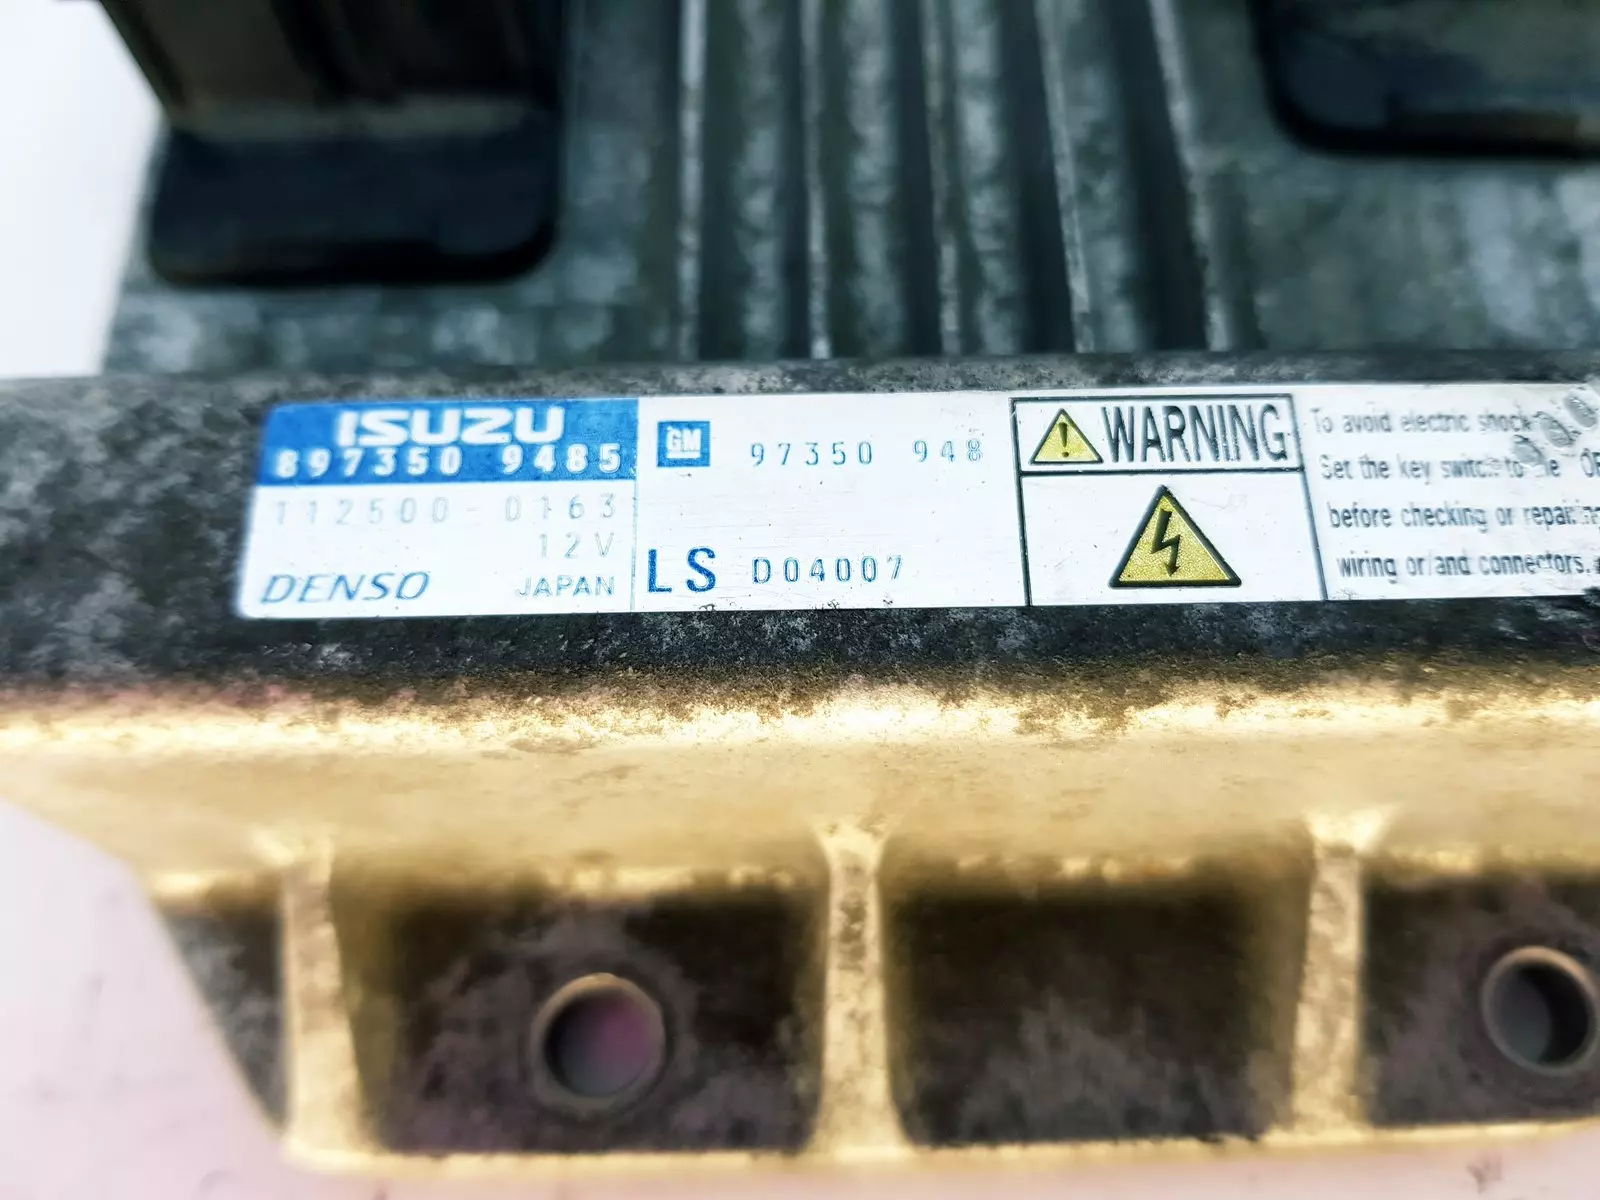 ISUZU
897350 9485
112500-0163
12V
DENSO JAPAN
GM 97350 948
LS D04007
WARNING
To avoid electric shock
Set the key switch to the
before checking or repairing
wiring or/and connectors.